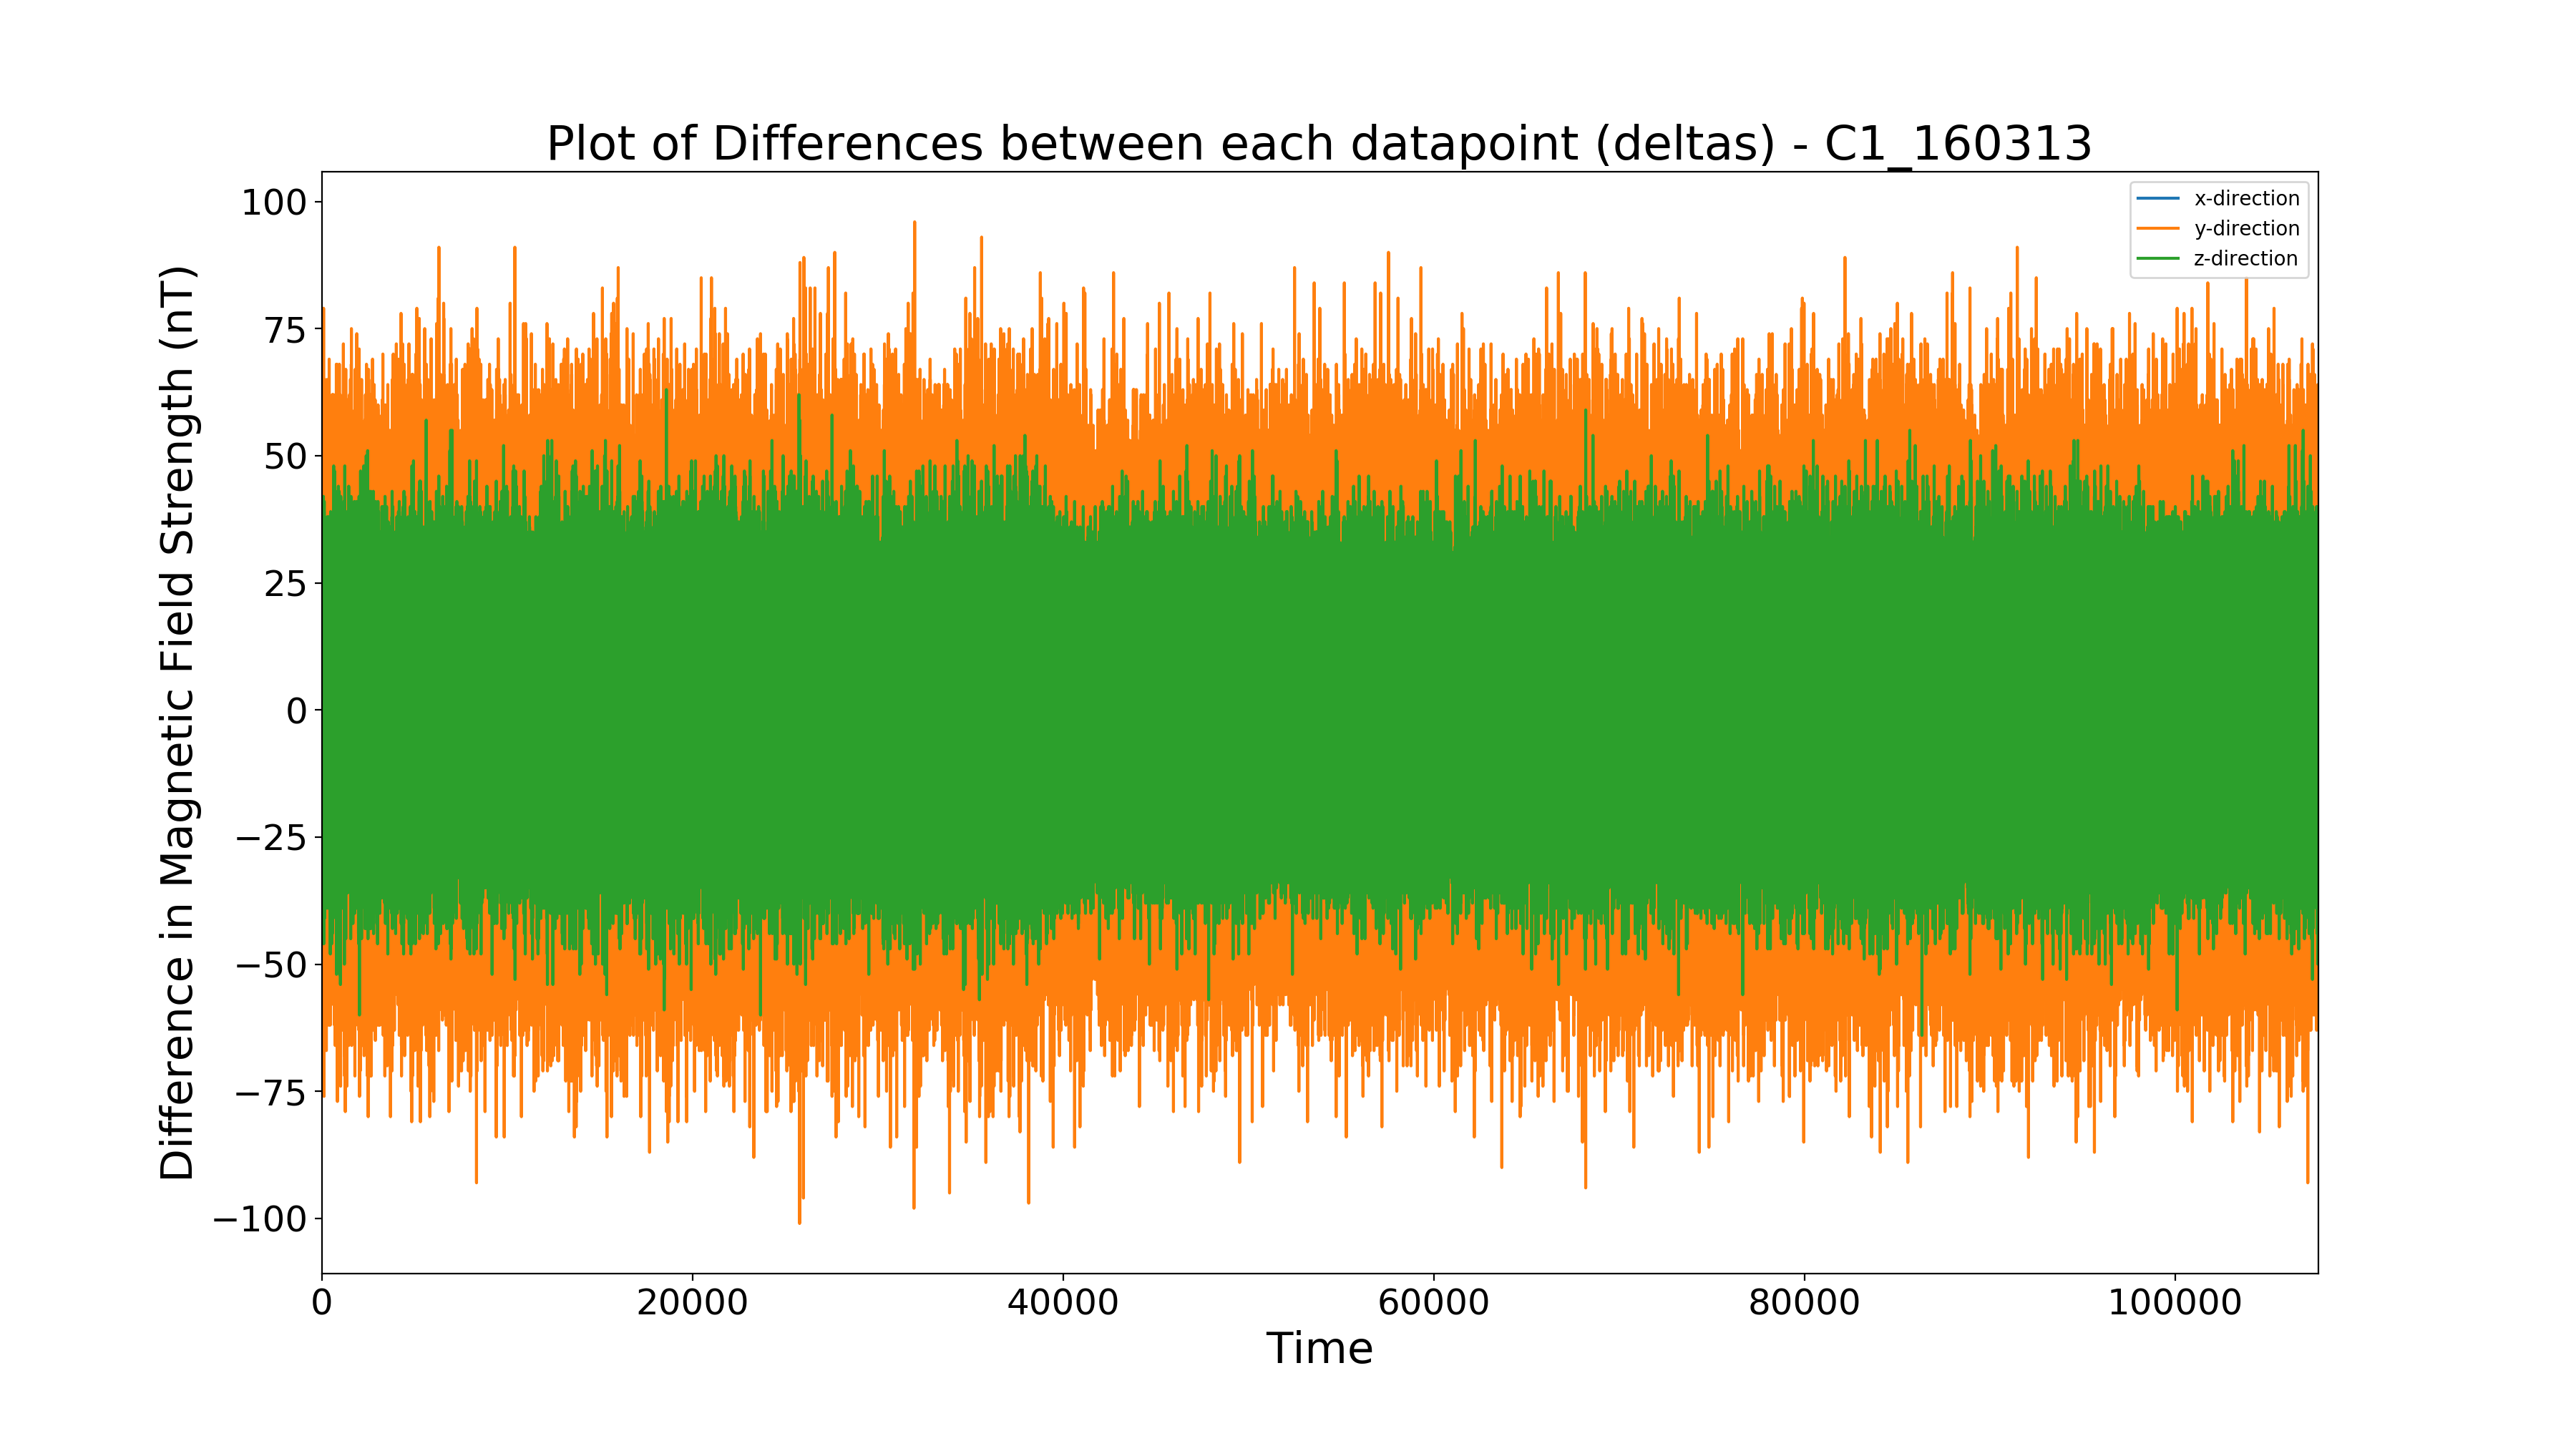 Plot of Differences between each datapoint (deltas) - C1_160313
x-direction
y-direction
z-direction
Difference in Magnetic Field Strength (nT)
100
75
50
25
0
−25
−50
−75
−100
0 20000 40000 60000 80000 100000
Time